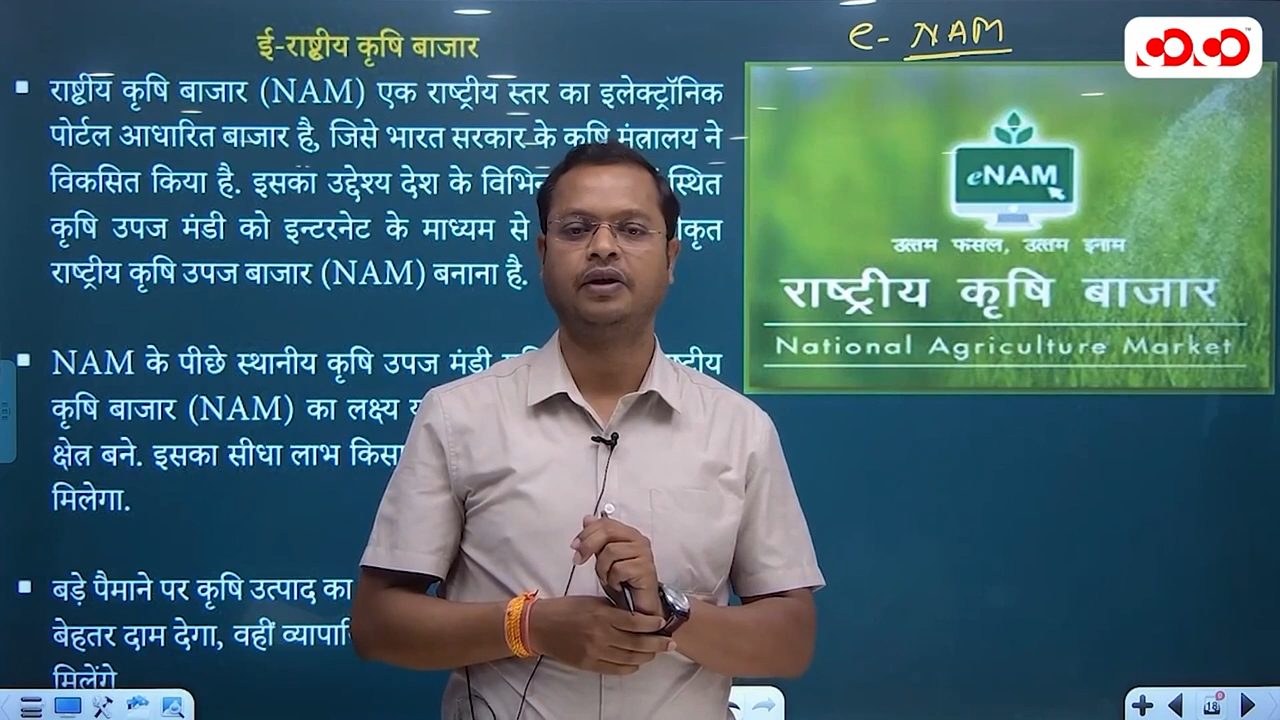 ई-राष्ट्रीय कृषि बाजार
e- NAM
राष्ट्रीय कृषि बाजार (NAM) एक राष्ट्रीय स्तर का इलेक्ट्रॉनिक
पोर्टल आधारित बाजार है, जिसे भारत सरकार के कृषि मंत्रालय ने
विकसित किया है. इसका उद्देश्य देश के स्थित
कृषि उपज मंडी को इन्टरनेट के माध्यम से
राष्ट्रीय कृषि उपज बाजार (NAM) बनाना है.
NAM के पीछे स्थानीय कृषि उपज मंडी
कृषि बाजार (NAM) का लक्ष्य
क्षेत्र बने. इसका सीधा लाभ
मिलेगा.
बड़े पैमाने पर कृषि उत्पाद का
बेहतर दाम देगा, वहीं
मिलेंगे
eNAM
उत्तम फसल, उत्तम इनाम
राष्ट्रीय कृषि बाजार
National Agriculture Market
18